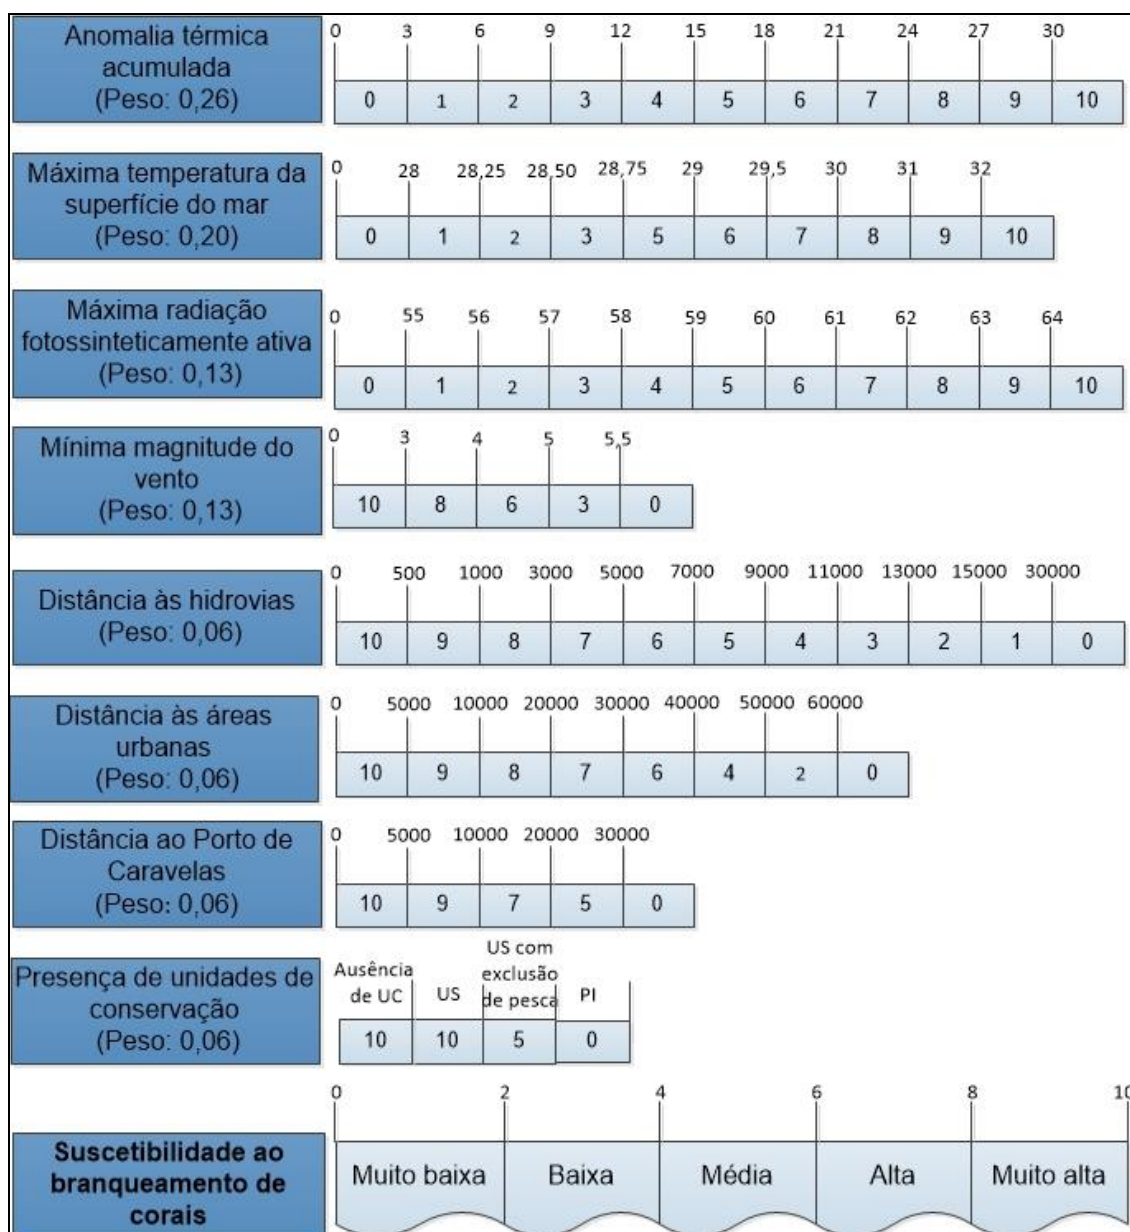 Anomalia térmica
acumulada
(Peso: 0,26)
0 3 6 9 12 15 18 21 24 27 30
0 1 2 3 4 5 6 7 8 9 10
Máxima temperatura da
superfície do mar
(Peso: 0,20)
0 28 28,25 28,50 28,75 29 29,5 30 31 32
0 1 2 3 5 6 7 8 9 10
Máxima radiação
fotossinteticamente ativa
(Peso: 0,13)
0 55 56 57 58 59 60 61 62 63 64
0 1 2 3 4 5 6 7 8 9 10
Mínima magnitude do
vento
(Peso: 0,13)
0 3 4 5 5,5
10 8 6 3 0
Distância às hidrovias
(Peso: 0,06)
0 500 1000 3000 5000 7000 9000 11000 13000 15000 30000
10 9 8 7 6 5 4 3 2 1 0
Distância às áreas
urbanas
(Peso: 0,06)
0 5000 10000 20000 30000 40000 50000 60000
10 9 8 7 6 4 2 0
Distância ao Porto de
Caravelas
(Peso: 0,06)
0 5000 10000 20000 30000
10 9 7 5 0
Presença de unidades de
conservação
(Peso: 0,06)
Ausência
de UC
US
US com
exclusão
de pesca
PI
10 10 5 0
Suscetibilidade ao
branqueamento de
corais
0 2 4 6 8 10
Muito baixa Baixa Média Alta Muito alta